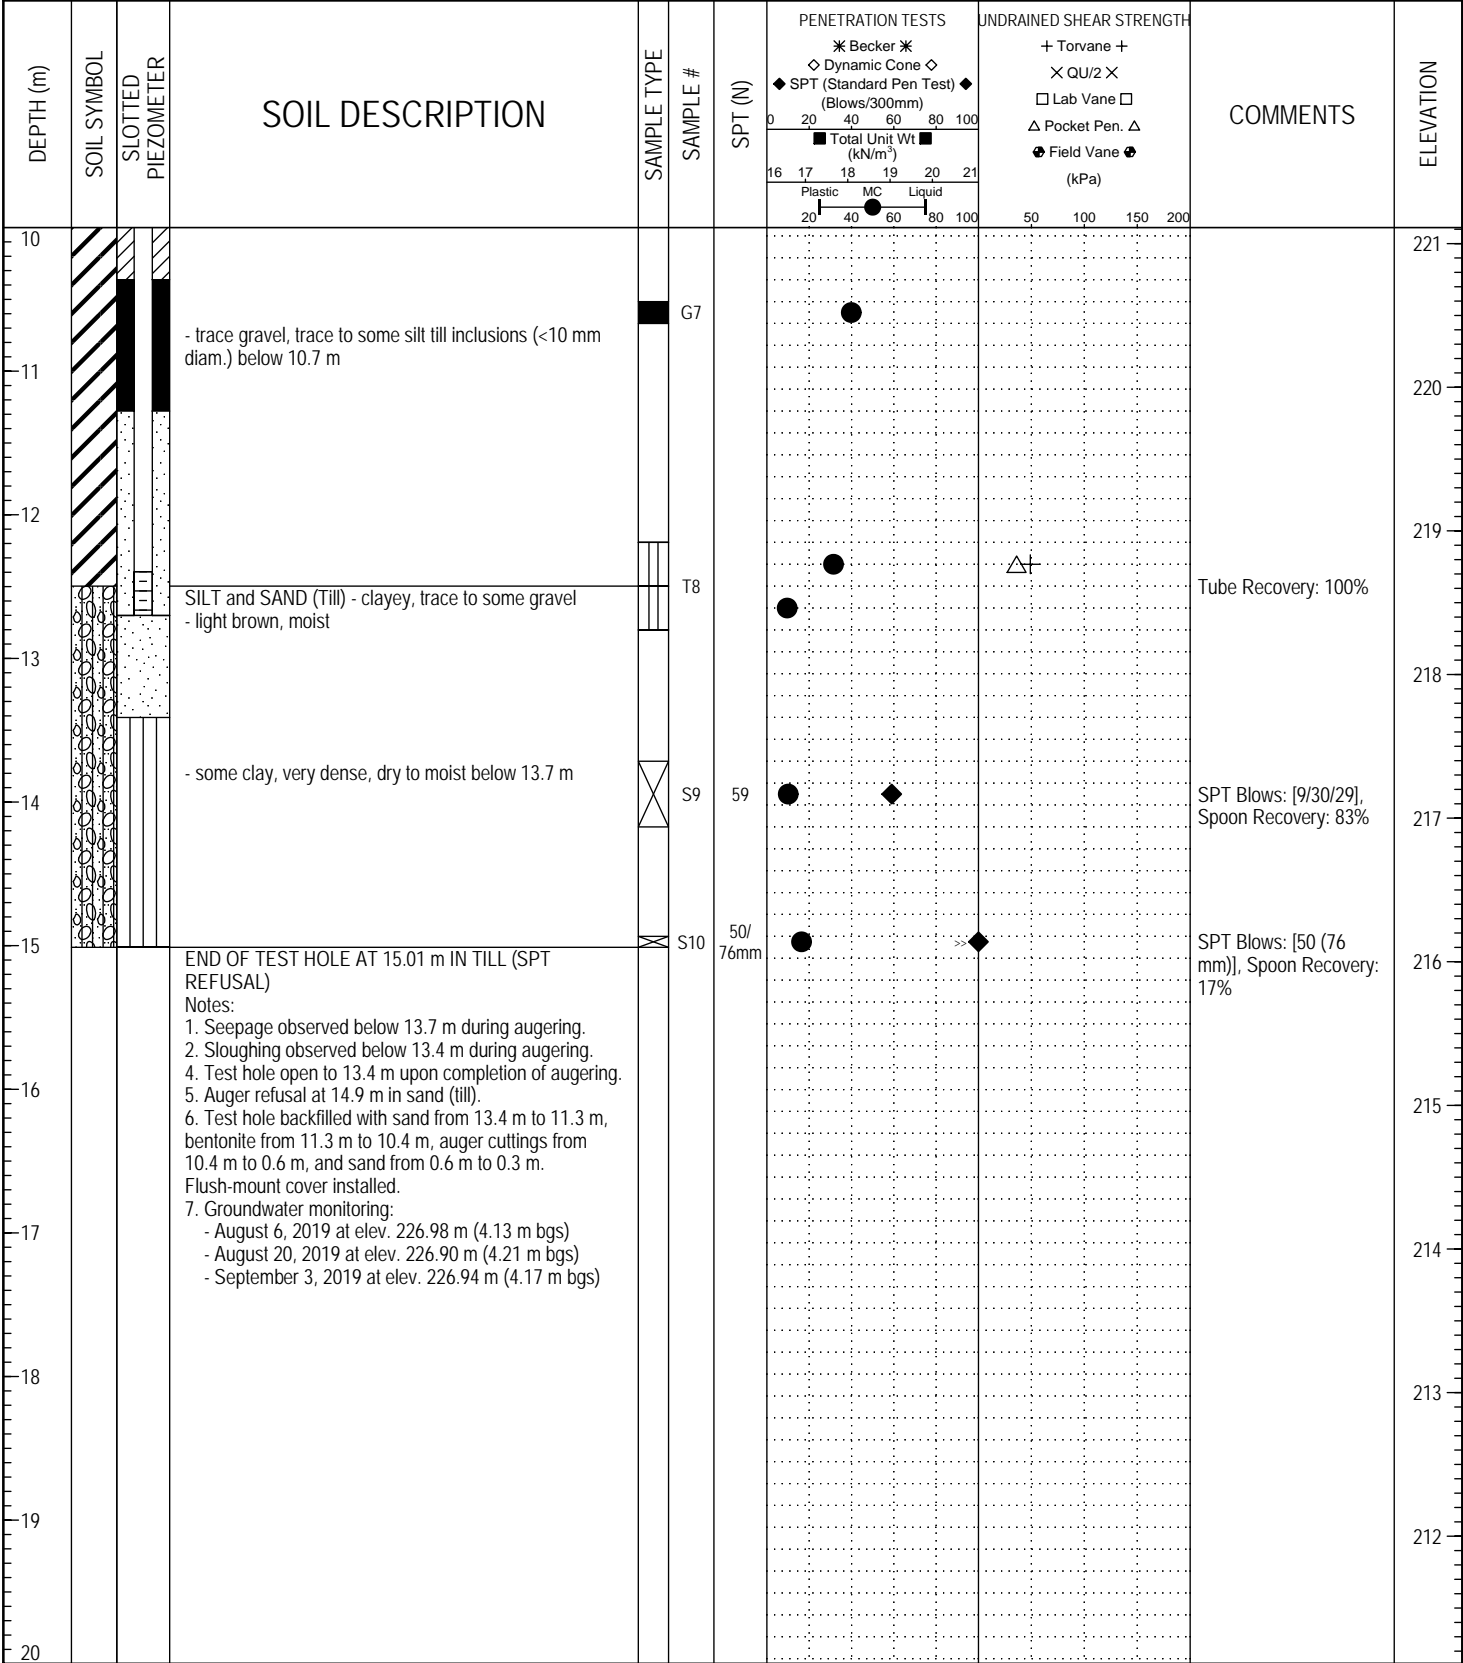 DEPTH (m)
SOIL SYMBOL
SLOTTED
PIEZOMETER
SOIL DESCRIPTION
SAMPLE TYPE
SAMPLE #
SPT (N)
PENETRATION TESTS
✳ Becker ✳
◇ Dynamic Cone ◇
◆ SPT (Standard Pen Test) ◆
(Blows/300mm)
0 20 40 60 80 100
■ Total Unit Wt ■
(kN/m³)
16 17 18 19 20 21
Plastic MC Liquid
20 40 60 80 100
UNDRAINED SHEAR STRENGTH
+ Torvane +
× QU/2 ×
□ Lab Vane □
△ Pocket Pen. △
Field Vane
(kPa)
50 100 150 200
COMMENTS
ELEVATION
10
221
G7
- trace gravel, trace to some silt till inclusions (<10 mm
diam.) below 10.7 m
11
220
12
219
T8
Tube Recovery: 100%
SILT and SAND (Till) - clayey, trace to some gravel
- light brown, moist
13
218
- some clay, very dense, dry to moist below 13.7 m
14
S9
59
SPT Blows: [9/30/29],
Spoon Recovery: 83%
217
15
S10
50/
76mm
>>
SPT Blows: [50 (76
mm)], Spoon Recovery:
17%
216
END OF TEST HOLE AT 15.01 m IN TILL (SPT
REFUSAL)
Notes:
1. Seepage observed below 13.7 m during augering.
2. Sloughing observed below 13.4 m during augering.
4. Test hole open to 13.4 m upon completion of augering.
5. Auger refusal at 14.9 m in sand (till).
6. Test hole backfilled with sand from 13.4 m to 11.3 m,
bentonite from 11.3 m to 10.4 m, auger cuttings from
10.4 m to 0.6 m, and sand from 0.6 m to 0.3 m.
Flush-mount cover installed.
7. Groundwater monitoring:
- August 6, 2019 at elev. 226.98 m (4.13 m bgs)
- August 20, 2019 at elev. 226.90 m (4.21 m bgs)
- September 3, 2019 at elev. 226.94 m (4.17 m bgs)
16
215
17
214
18
213
19
212
20